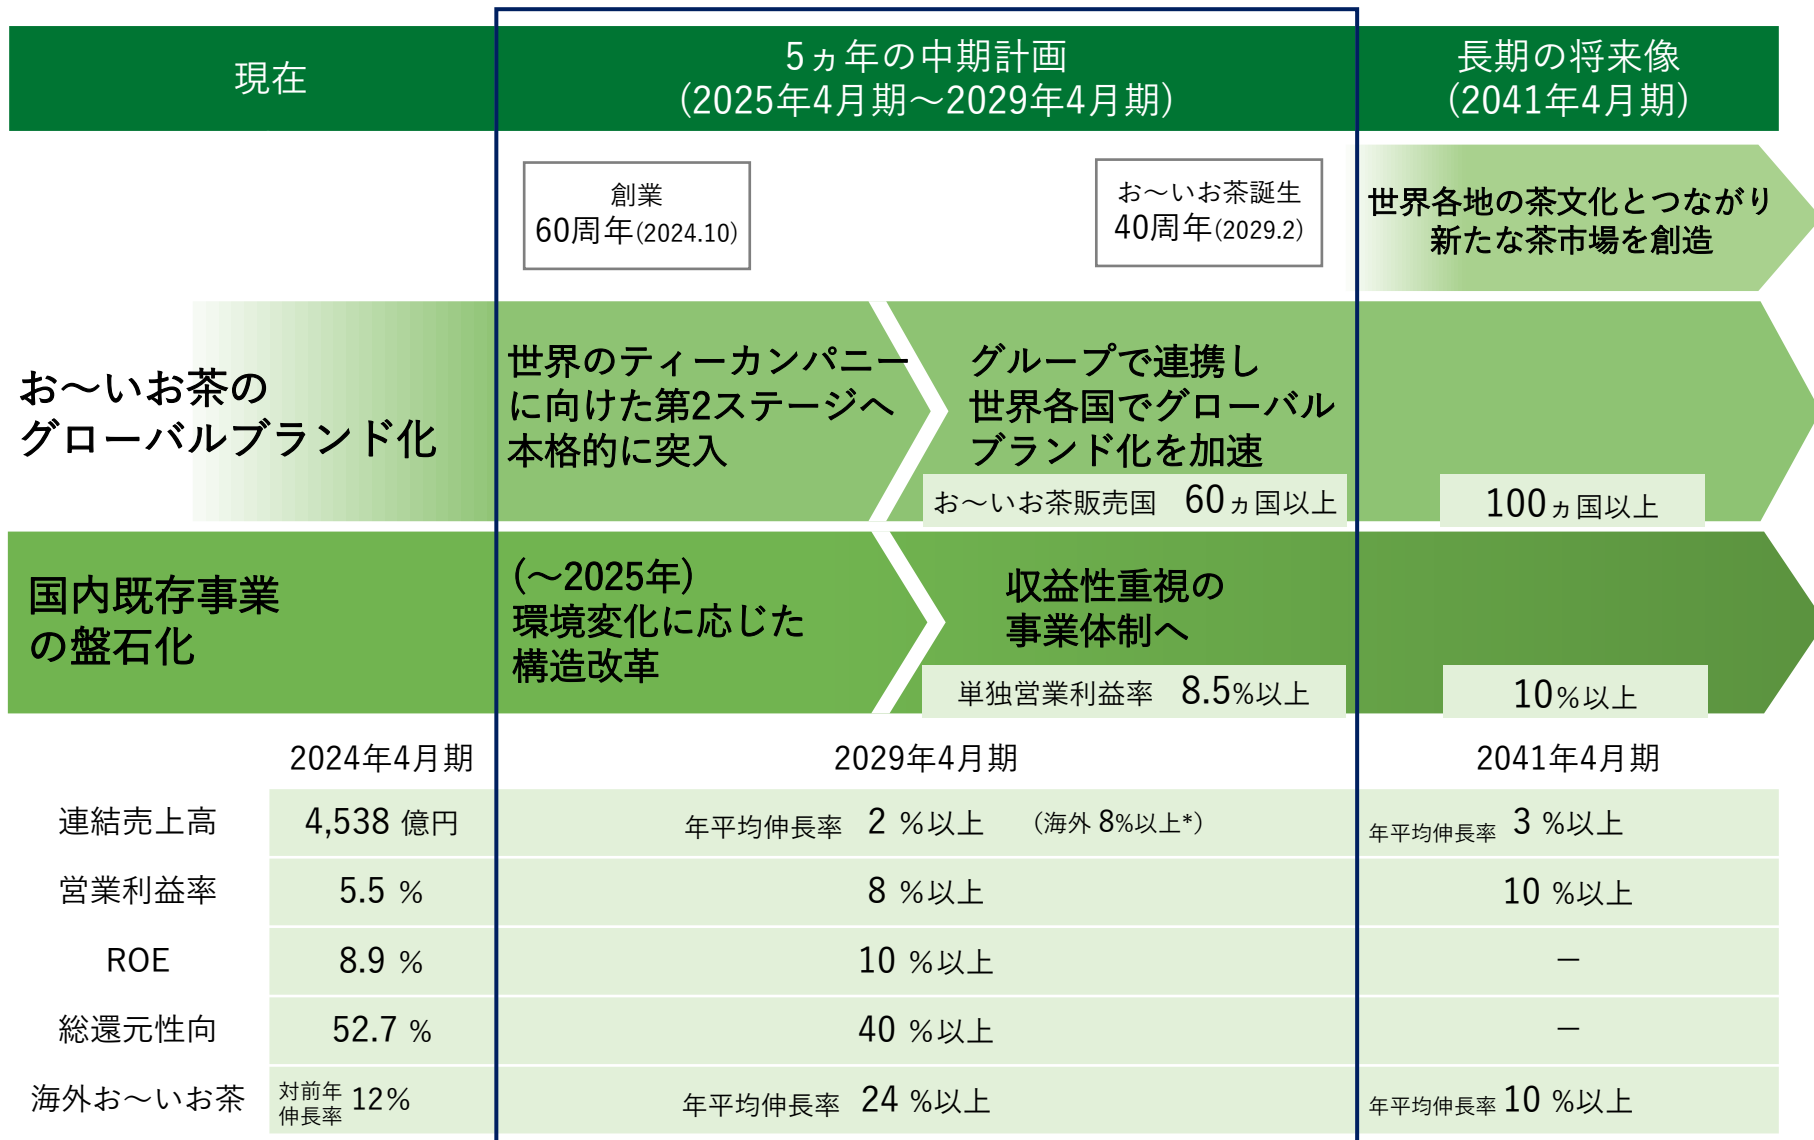 現在
5ヵ年の中期計画
(2025年4月期～2029年4月期)
長期の将来像
(2041年4月期)
創業
60周年(2024.10)
お～いお茶誕生
40周年(2029.2)
世界各地の茶文化とつながり
新たな茶市場を創造
お～いお茶の
グローバルブランド化
世界のティーカンパニー
に向けた第2ステージへ
本格的に突入
グループで連携し
世界各国でグローバル
ブランド化を加速
お～いお茶販売国 60ヵ国以上
100ヵ国以上
国内既存事業
の盤石化
(～2025年)
環境変化に応じた
構造改革
収益性重視の
事業体制へ
単独営業利益率 8.5%以上
10%以上
2024年4月期 2029年4月期 2041年4月期
連結売上高 4,538 億円 年平均伸長率 2 %以上 (海外 8%以上*) 年平均伸長率 3 %以上
営業利益率 5.5 % 8 %以上 10 %以上
ROE 8.9 % 10 %以上 －
総還元性向 52.7 % 40 %以上 －
海外お～いお茶 対前年伸長率 12% 年平均伸長率 24 %以上 年平均伸長率 10 %以上